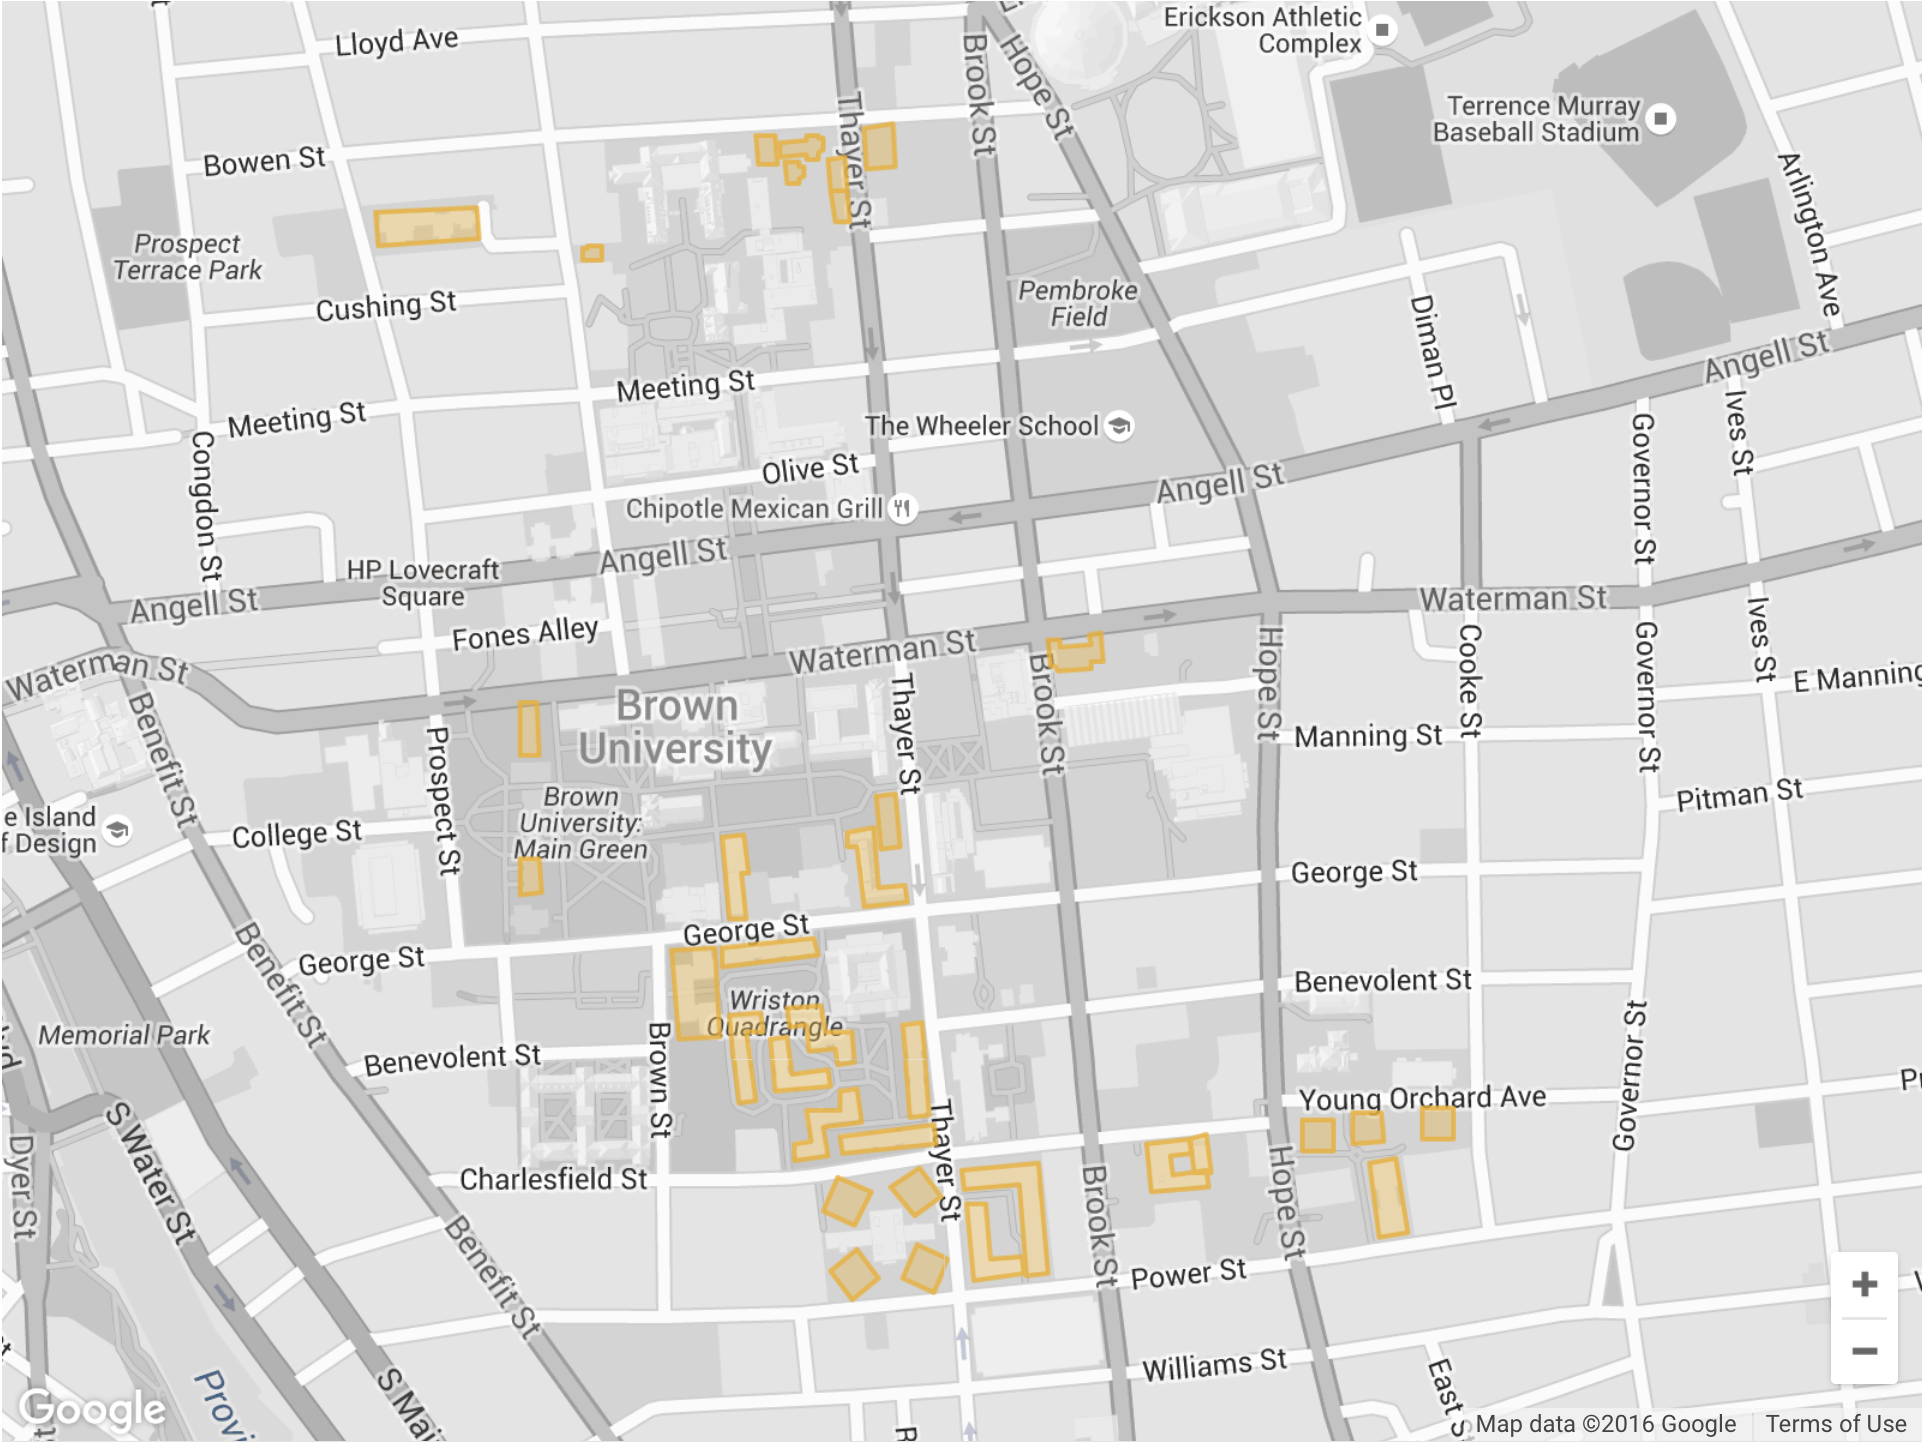 Lloyd Ave
Thayer St
Brook St
Hope St
Erickson Athletic
Complex
Terrence Murray
Baseball Stadium
Bowen St
Arlington Ave
Prospect
Terrace Park
Cushing St
Pembroke
Field
Diman Pl
Angell St
Meeting St
Meeting St
The Wheeler School
Ives St
Governor St
Congdon St
Olive St
Angell St
Chipotle Mexican Grill
Angell St
HP Lovecraft
Square
Angell St
Fones Alley
Waterman St
Waterman St
Waterman St
Brown
University
Thayer St
Brook St
Hope St
Cooke St
Governor St
Ives St
E Manning
Manning St
Benefit St
Prospect St
Brown
University:
Main Green
Pitman St
e Island
f Design
College St
George St
George St
George St
Benefit St
Benevolent St
Wriston
Quadrangle
Memorial Park
Governor St
Benevolent St
Brown St
Young Orchard Ave
Thayer St
S Water St
Dyer St
Charlesfield St
Brook St
Hope St
Benefit St
Power St
Williams St
East S
S Mai
Provi
+
−
Google
Map data ©2016 Google
Terms of Use